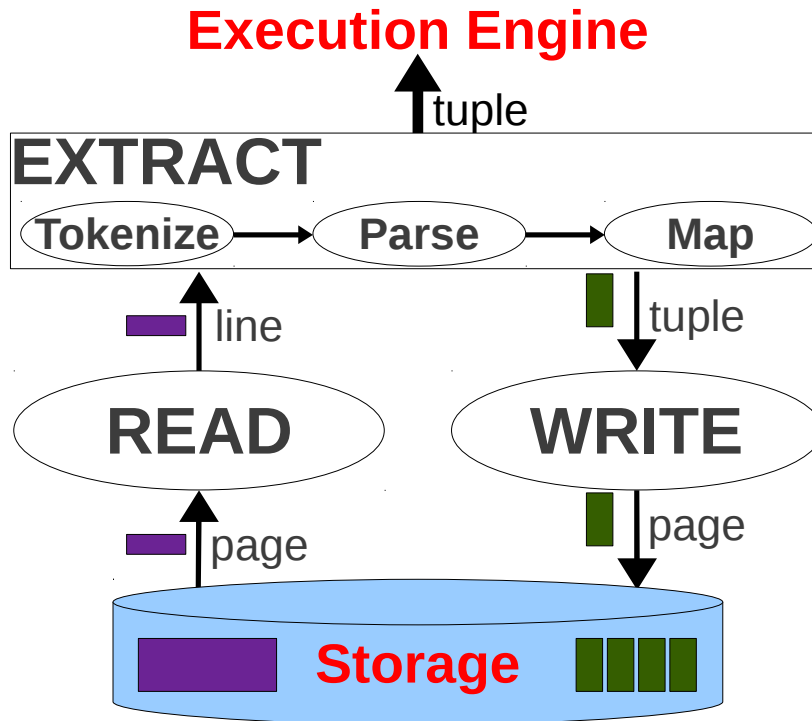 Execution Engine
tuple
EXTRACT
Tokenize
Parse
Map
line
tuple
READ
WRITE
page
page
Storage